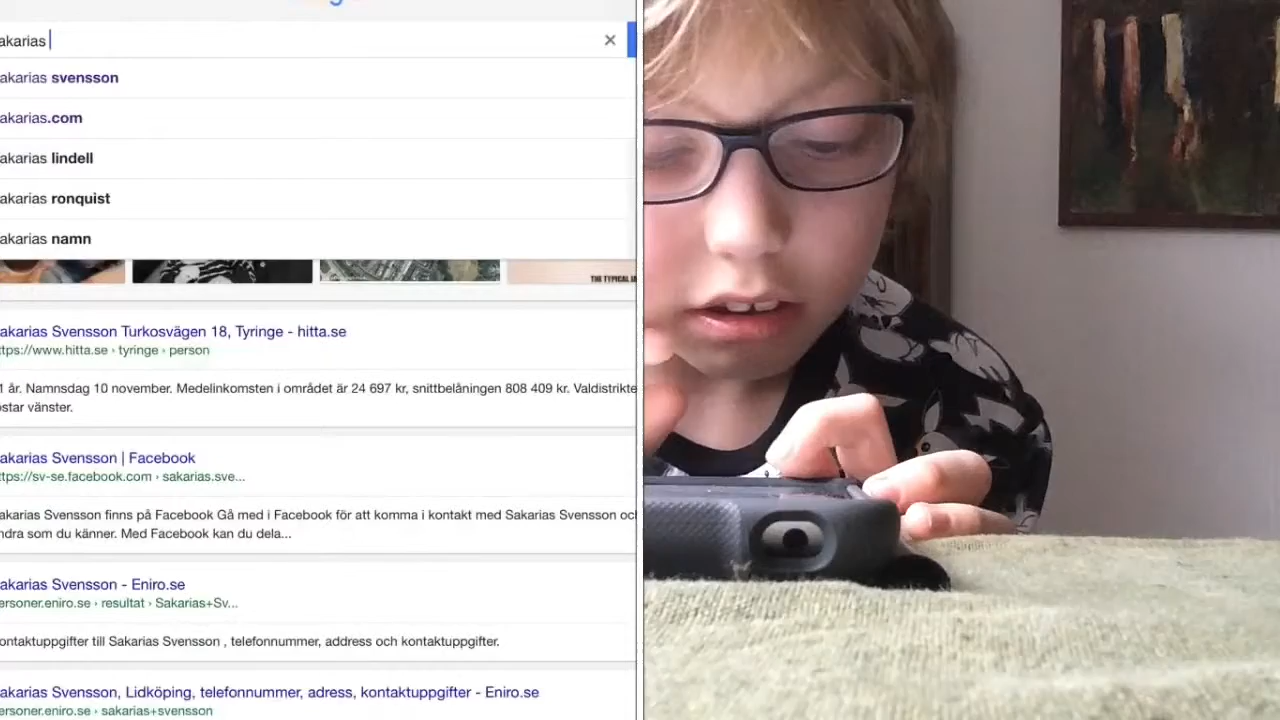 akarias
akarias svensson
akarias.com
akarias lindell
akarias ronquist
akarias namn
THE TYPICAL
akarias Svensson Turkosvägen 18, Tyringe - hitta.se
ttps://www.hitta.se › tyringe › person
1 år. Namnsdag 10 november. Medelinkomsten i området är 24 697 kr, snittbelåningen 808 409 kr. Valdistrikte
ostar vänster.
akarias Svensson | Facebook
ttps://sv-se.facebook.com › sakarias.sve...
akarias Svensson finns på Facebook Gå med i Facebook för att komma i kontakt med Sakarias Svensson oc
ndra som du känner. Med Facebook kan du dela...
akarias Svensson - Eniro.se
ersoner.eniro.se › resultat › Sakarias+Sv...
ontaktuppgifter till Sakarias Svensson , telefonnummer, address och kontaktuppgifter.
akarias Svensson, Lidköping, telefonnummer, adress, kontaktuppgifter - Eniro.se
ersoner.eniro.se › sakarias+svensson